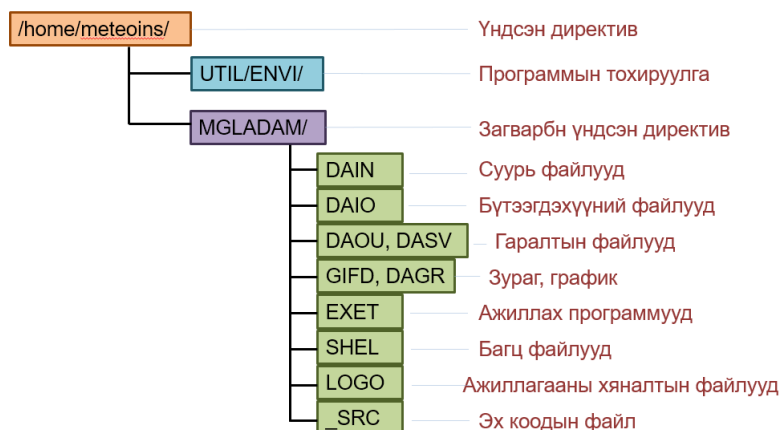 /home/meteoins/ Үндсэн директив
UTIL/ENVI/ Программын тохируулга
MGLADAM/ Загварбн үндсэн директив
DAIN Суурь файлууд
DAIO Бүтээгдэхүүний файлууд
DAOU, DASV Гаралтын файлууд
GIFD, DAGR Зураг, график
EXET Ажиллах программууд
SHEL Багц файлууд
LOGO Ажиллагааны хяналтын файлууд
_SRC Эх коодын файл